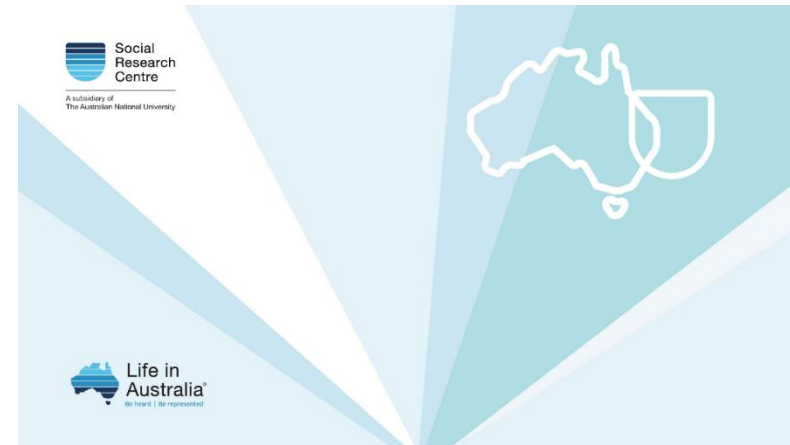 Social
Research
Centre
A subsidiary of
The Australian National University
Life in
Australia®
Be heard | Be represented